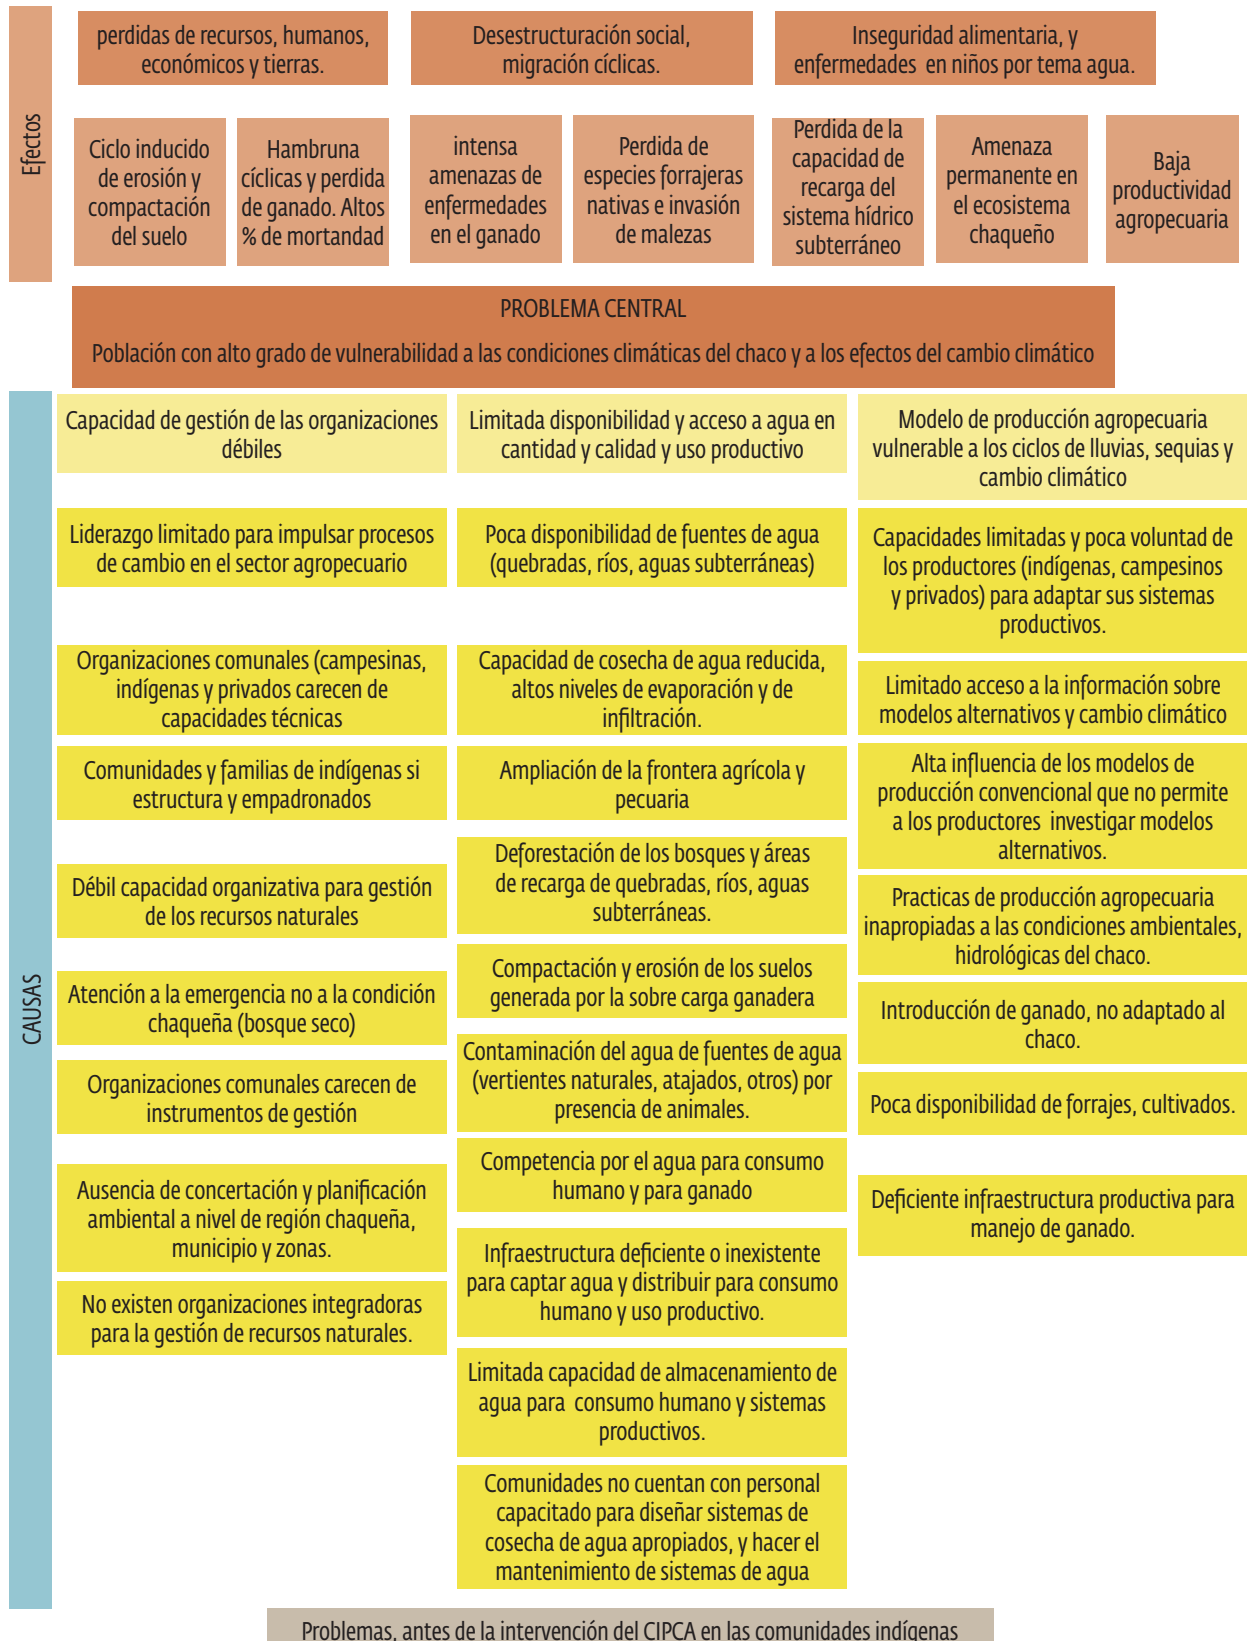 Efectos
perdidas de recursos, humanos,
económicos y tierras.
Desestructuración social,
migración cíclicas.
Inseguridad alimentaria, y
enfermedades en niños por tema agua.
Ciclo inducido
de erosión y
compactación
del suelo
Hambruna
cíclicas y perdida
de ganado. Altos
% de mortandad
intensa
amenazas de
enfermedades
en el ganado
Perdida de
especies forrajeras
nativas e invasión
de malezas
Perdida de la
capacidad de
recarga del
sistema hídrico
subterráneo
Amenaza
permanente en
el ecosistema
chaqueño
Baja
productividad
agropecuaria
PROBLEMA CENTRAL
Población con alto grado de vulnerabilidad a las condiciones climáticas del chaco y a los efectos del cambio climático
CAUSAS
Capacidad de gestión de las organizaciones
débiles
Liderazgo limitado para impulsar procesos
de cambio en el sector agropecuario
Organizaciones comunales (campesinas,
indígenas y privados carecen de
capacidades técnicas
Comunidades y familias de indígenas si
estructura y empadronados
Débil capacidad organizativa para gestión
de los recursos naturales
Atención a la emergencia no a la condición
chaqueña (bosque seco)
Organizaciones comunales carecen de
instrumentos de gestión
Ausencia de concertación y planificación
ambiental a nivel de región chaqueña,
municipio y zonas.
No existen organizaciones integradoras
para la gestión de recursos naturales.
Limitada disponibilidad y acceso a agua en
cantidad y calidad y uso productivo
Poca disponibilidad de fuentes de agua
(quebradas, ríos, aguas subterráneas)
Capacidad de cosecha de agua reducida,
altos niveles de evaporación y de
infiltración.
Ampliación de la frontera agrícola y
pecuaria
Deforestación de los bosques y áreas
de recarga de quebradas, ríos, aguas
subterráneas.
Compactación y erosión de los suelos
generada por la sobre carga ganadera
Contaminación del agua de fuentes de agua
(vertientes naturales, atajados, otros) por
presencia de animales.
Competencia por el agua para consumo
humano y para ganado
Infraestructura deficiente o inexistente
para captar agua y distribuir para consumo
humano y uso productivo.
Limitada capacidad de almacenamiento de
agua para consumo humano y sistemas
productivos.
Comunidades no cuentan con personal
capacitado para diseñar sistemas de
cosecha de agua apropiados, y hacer el
mantenimiento de sistemas de agua
Modelo de producción agropecuaria
vulnerable a los ciclos de lluvias, sequias y
cambio climático
Capacidades limitadas y poca voluntad de
los productores (indígenas, campesinos
y privados) para adaptar sus sistemas
productivos.
Limitado acceso a la información sobre
modelos alternativos y cambio climático
Alta influencia de los modelos de
producción convencional que no permite
a los productores investigar modelos
alternativos.
Practicas de producción agropecuaria
inapropiadas a las condiciones ambientales,
hidrológicas del chaco.
Introducción de ganado, no adaptado al
chaco.
Poca disponibilidad de forrajes, cultivados.
Deficiente infraestructura productiva para
manejo de ganado.
Problemas, antes de la intervención del CIPCA en las comunidades indígenas